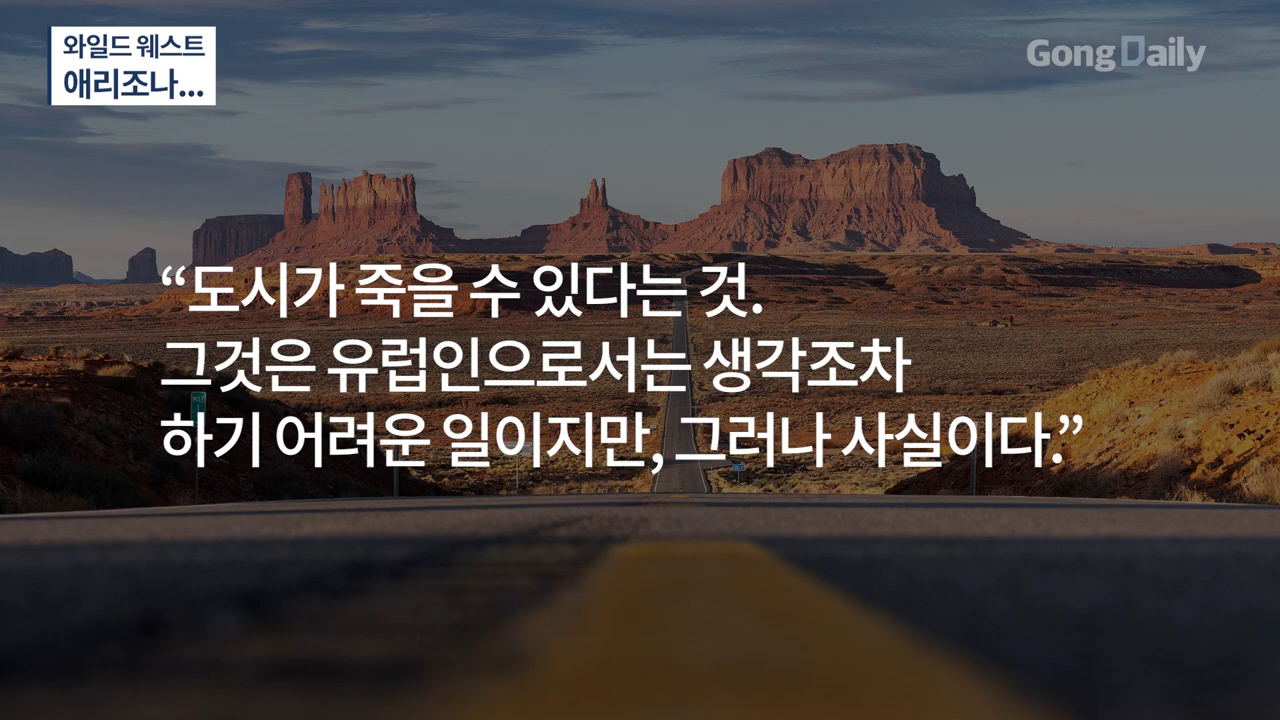 와일드 웨스트
애리조나...
Gong Daily
“도시가 죽을 수 있다는 것.
그것은 유럽인으로서는 생각조차
하기 어려운 일이지만, 그러나 사실이다.”